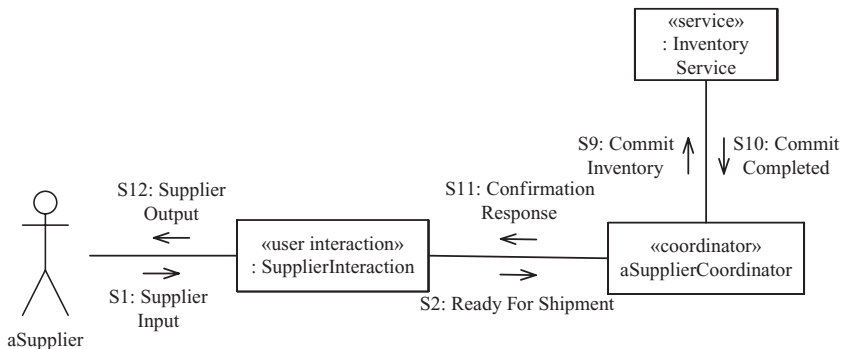 «service»
: Inventory
Service
S9: Commit
Inventory
S10: Commit
Completed
S12: Supplier
Output
S11: Confirmation
Response
«user interaction»
: SupplierInteraction
«coordinator»
aSupplierCoordinator
S1: Supplier
Input
S2: Ready For Shipment
aSupplier